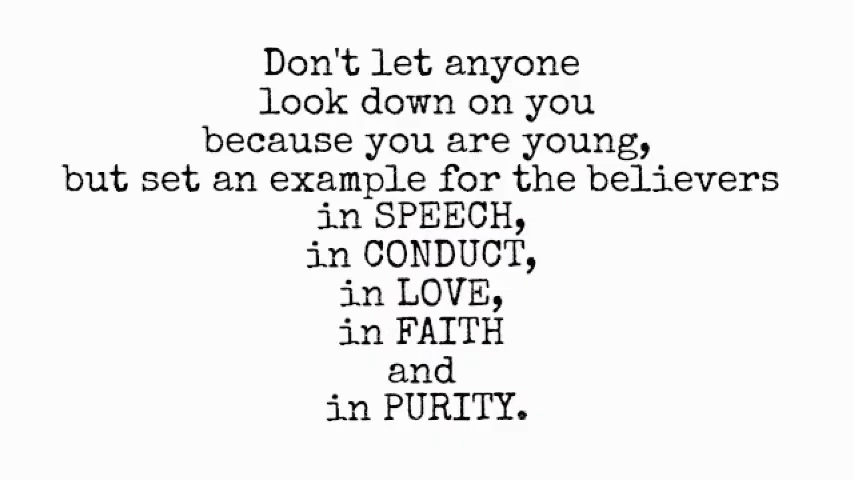 Don't let anyone
look down on you
because you are young,
but set an example for the believers
in SPEECH,
in CONDUCT,
in LOVE,
in FAITH
and
in PURITY.